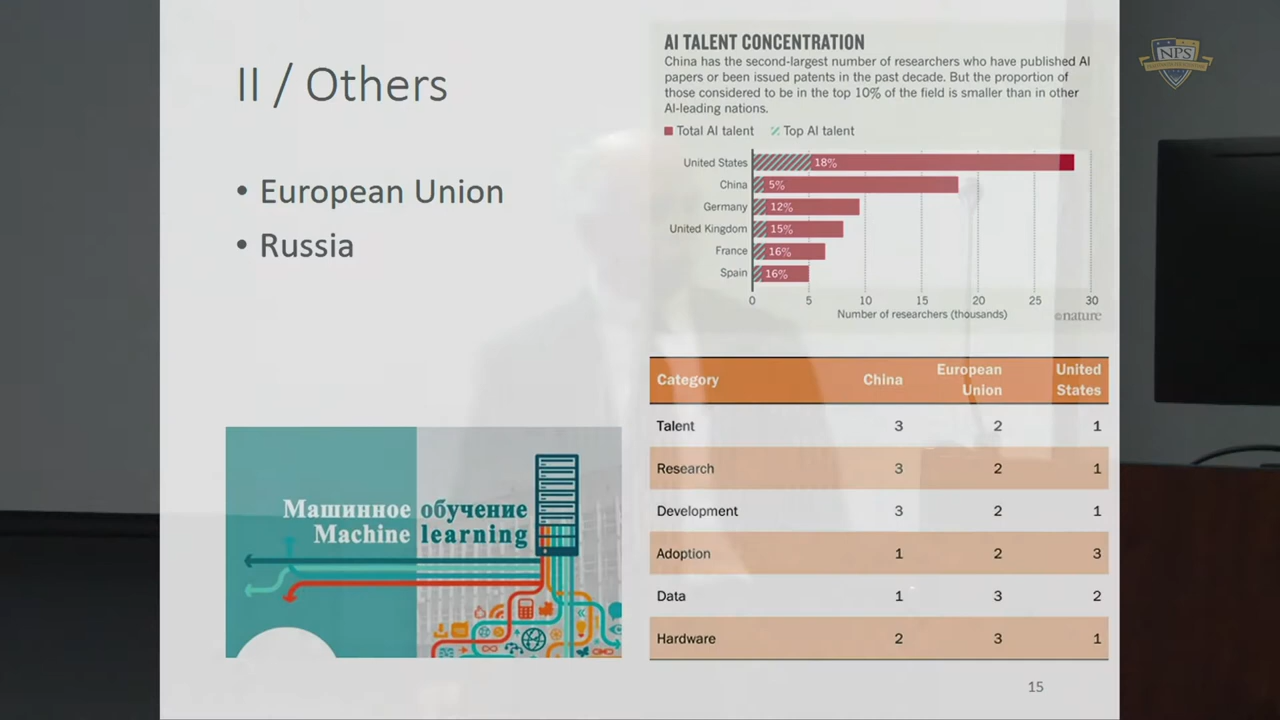 II / Others
• European Union
• Russia
Машинное обучение
Machine learning
AI TALENT CONCENTRATION
China has the second-largest number of researchers who have published AI
papers or been issued patents in the past decade. But the proportion of
those considered to be in the top 10% of the field is smaller than in other
AI-leading nations.
Total AI talent Top AI talent
United States 18%
China 5%
Germany 12%
United Kingdom 15%
France 16%
Spain 16%
0 5 10 15 20 25 30
Number of researchers (thousands)
©nature
Category China European Union United States
Talent 3 2 1
Research 3 2 1
Development 3 2 1
Adoption 1 2 3
Data 1 3 2
Hardware 2 3 1
15
NPS